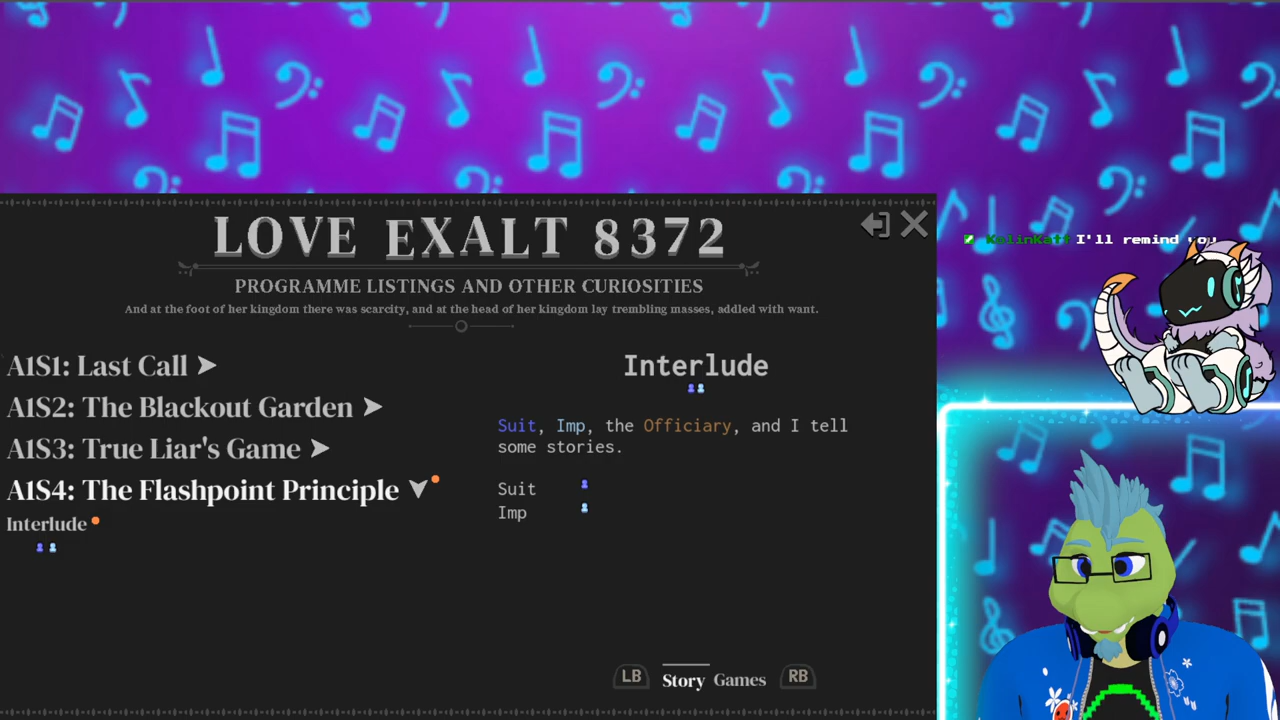 LOVE EXALT 8372
PROGRAMME LISTINGS AND OTHER CURIOSITIES
And at the foot of her kingdom there was scarcity, and at the head of her kingdom lay trembling masses, addled with want.
A1S1: Last Call
A1S2: The Blackout Garden
A1S3: True Liar's Game
A1S4: The Flashpoint Principle
Interlude
Interlude
Suit, Imp, the Officiary, and I tell
some stories.
Suit
Imp
LB Story Games RB
KelinKatt I'll remind you